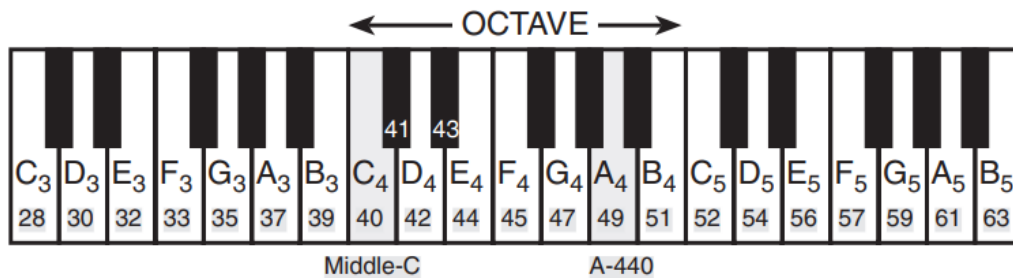 OCTAVE
41 43
C3 D3 E3 F3 G3 A3 B3 C4 D4 E4 F4 G4 A4 B4 C5 D5 E5 F5 G5 A5 B5
28 30 32 33 35 37 39 40 42 44 45 47 49 51 52 54 56 57 59 61 63
Middle-C A-440